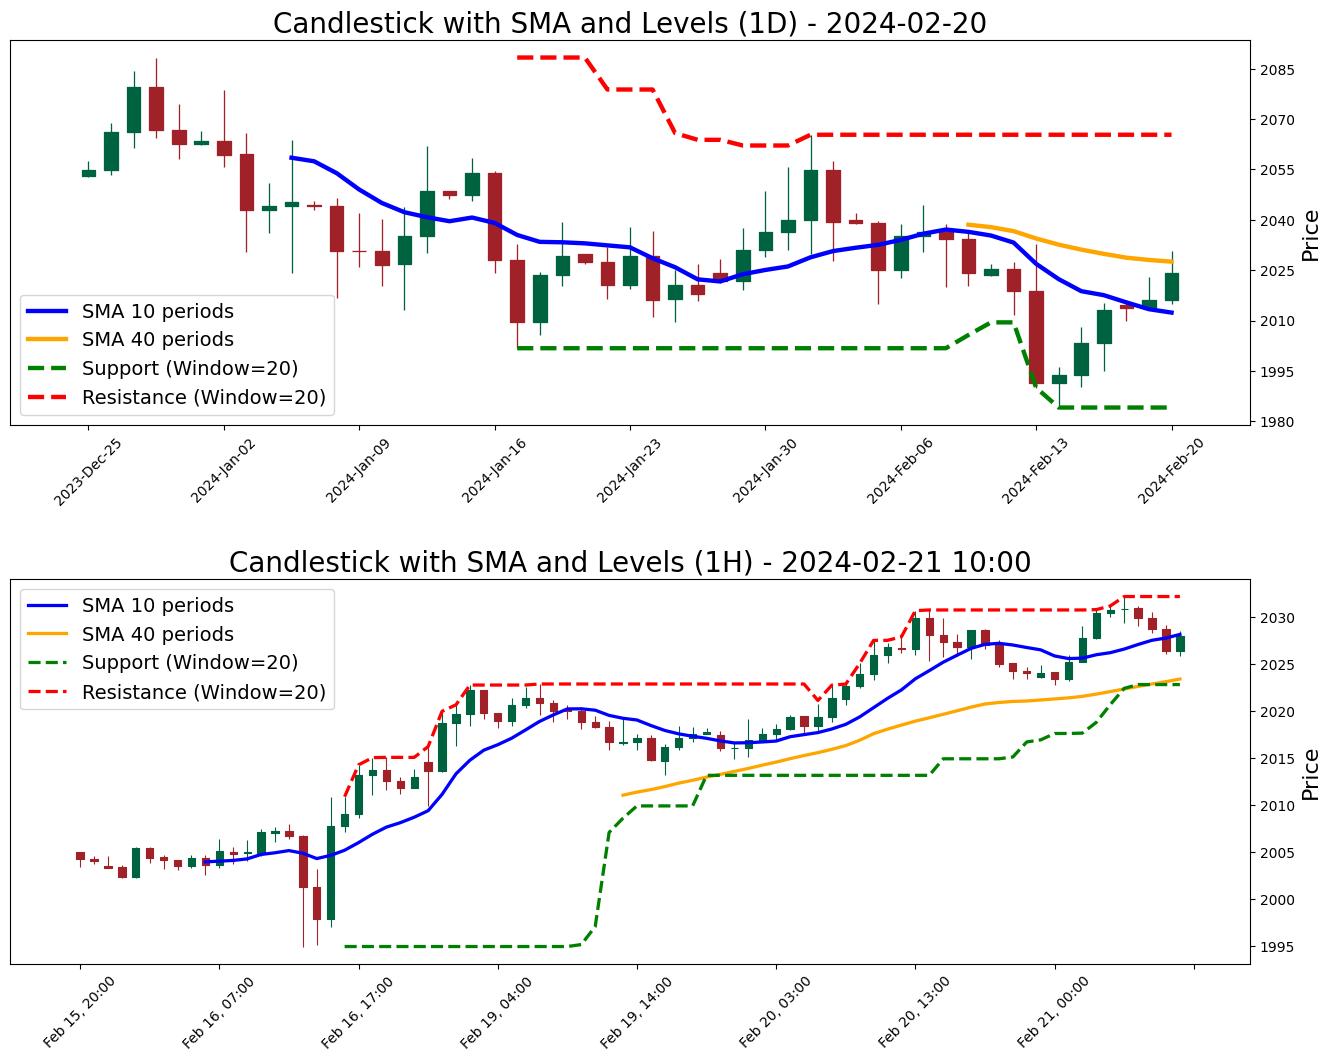 Candlestick with SMA and Levels (1D) - 2024-02-20
SMA 10 periods
SMA 40 periods
Support (Window=20)
Resistance (Window=20)
2085
2070
2055
2040
2025
2010
1995
1980
Price
2023-Dec-25
2024-Jan-02
2024-Jan-09
2024-Jan-16
2024-Jan-23
2024-Jan-30
2024-Feb-06
2024-Feb-13
2024-Feb-20
Candlestick with SMA and Levels (1H) - 2024-02-21 10:00
SMA 10 periods
SMA 40 periods
Support (Window=20)
Resistance (Window=20)
2030
2025
2020
2015
2010
2005
2000
1995
Price
Feb 15, 20:00
Feb 16, 07:00
Feb 16, 17:00
Feb 19, 04:00
Feb 19, 14:00
Feb 20, 03:00
Feb 20, 13:00
Feb 21, 00:00